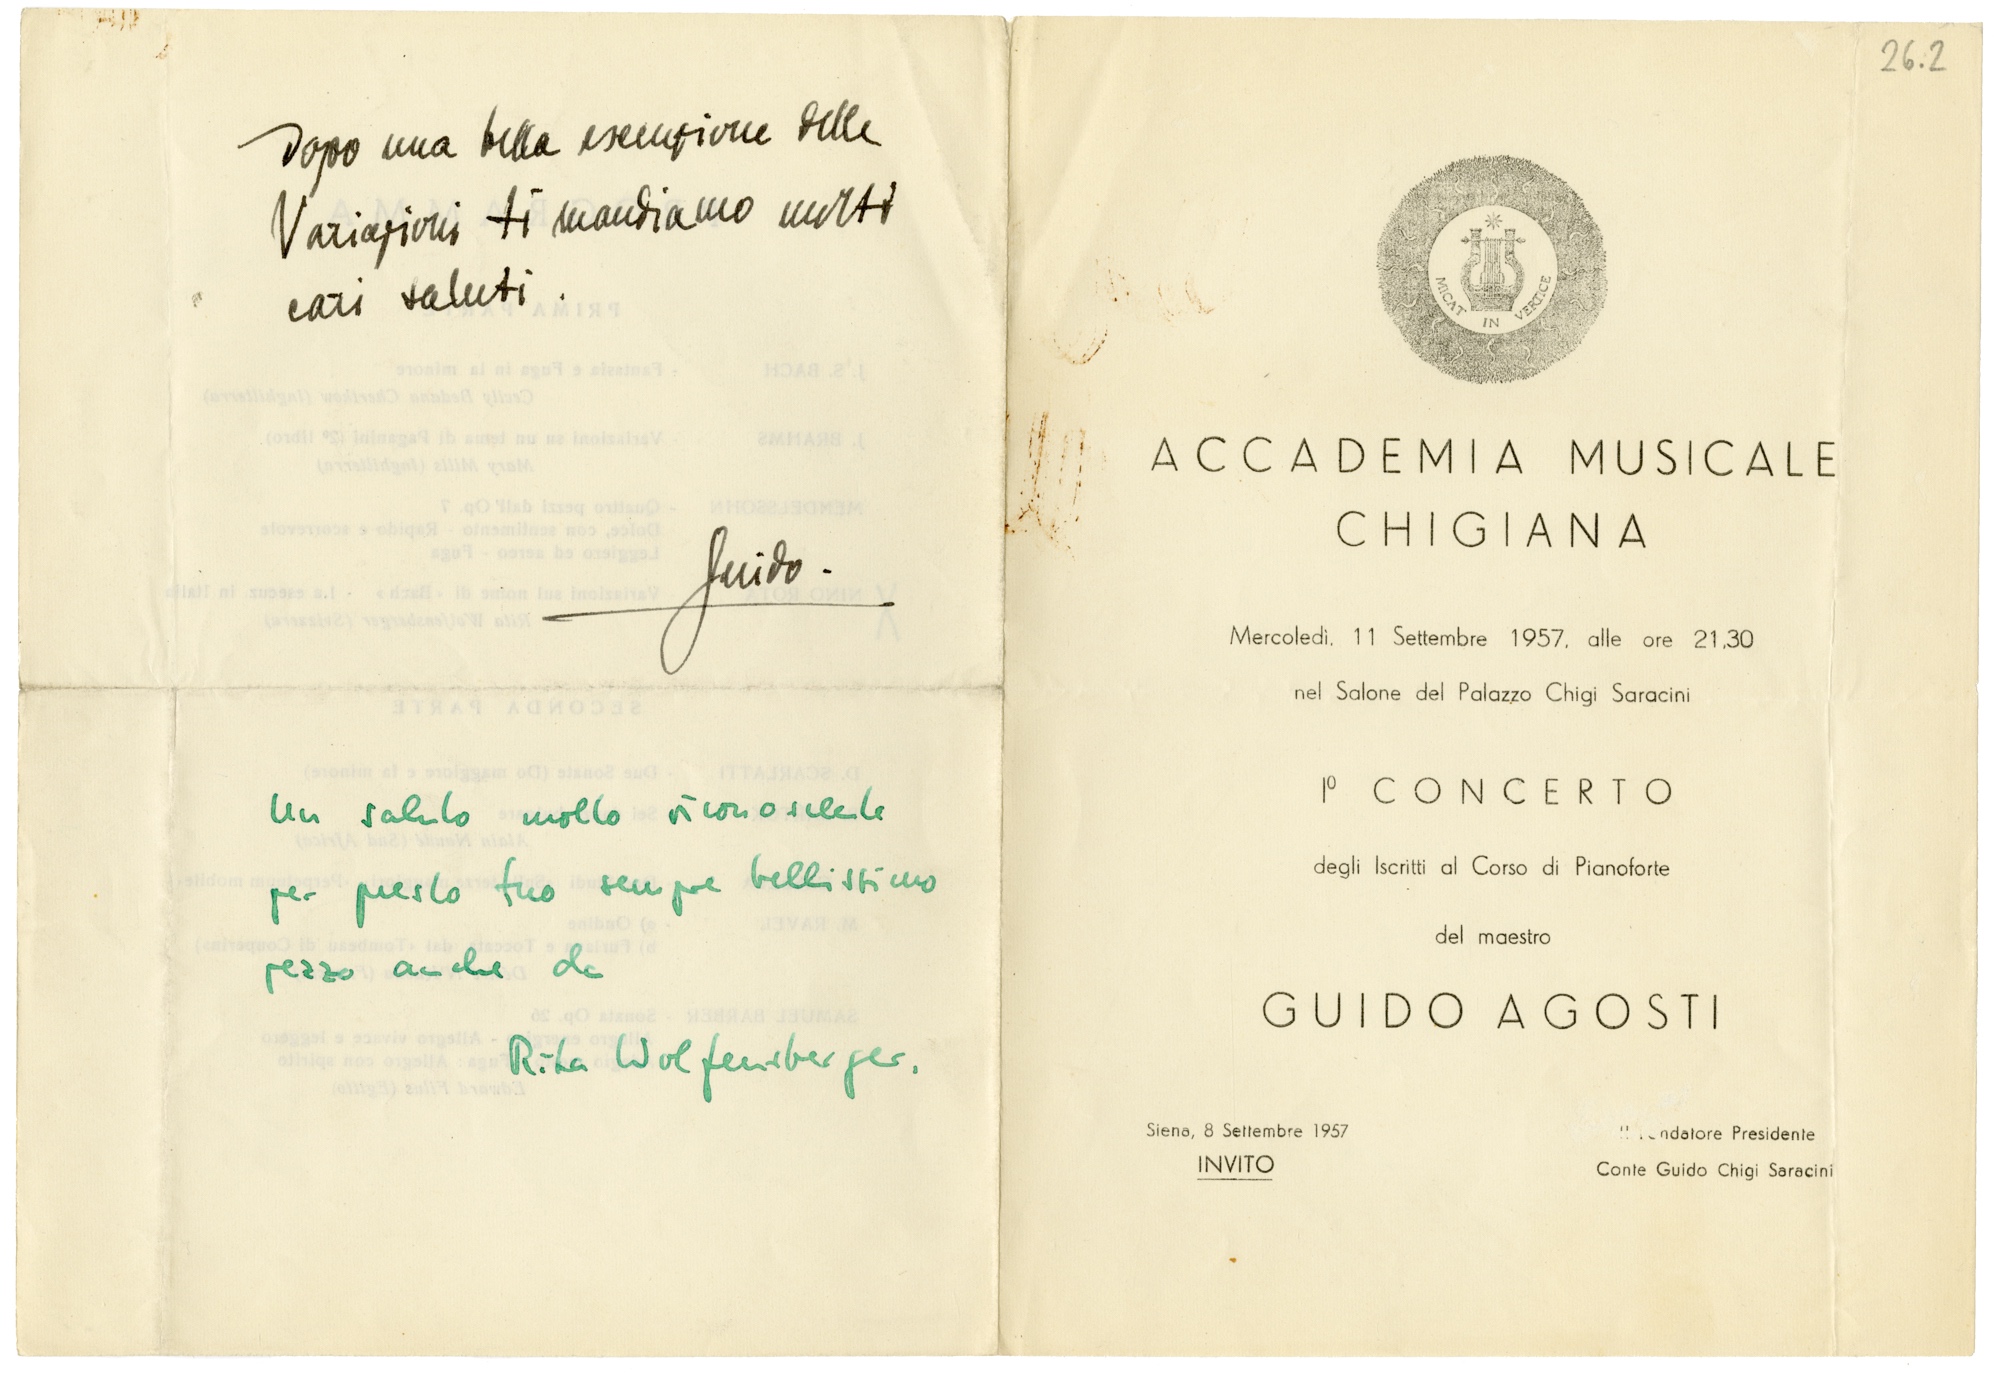 Dopo una bella esecuzione delle
Variazioni ti mandiamo molti
cari saluti.
Guido.
Un saluto molto riconoscente
per questo tuo sempre bellissimo
pezzo anche da
Rita Wolfensberger.
26.2
MICAT IN VERTICE
ACCADEMIA MUSICALE
CHIGIANA
Mercoledì, 11 Settembre 1957, alle ore 21,30
nel Salone del Palazzo Chigi Saracini
1º CONCERTO
degli Iscritti al Corso di Pianoforte
del maestro
GUIDO AGOSTI
Siena, 8 Settembre 1957
INVITO
Il Fondatore Presidente
Conte Guido Chigi Saracini